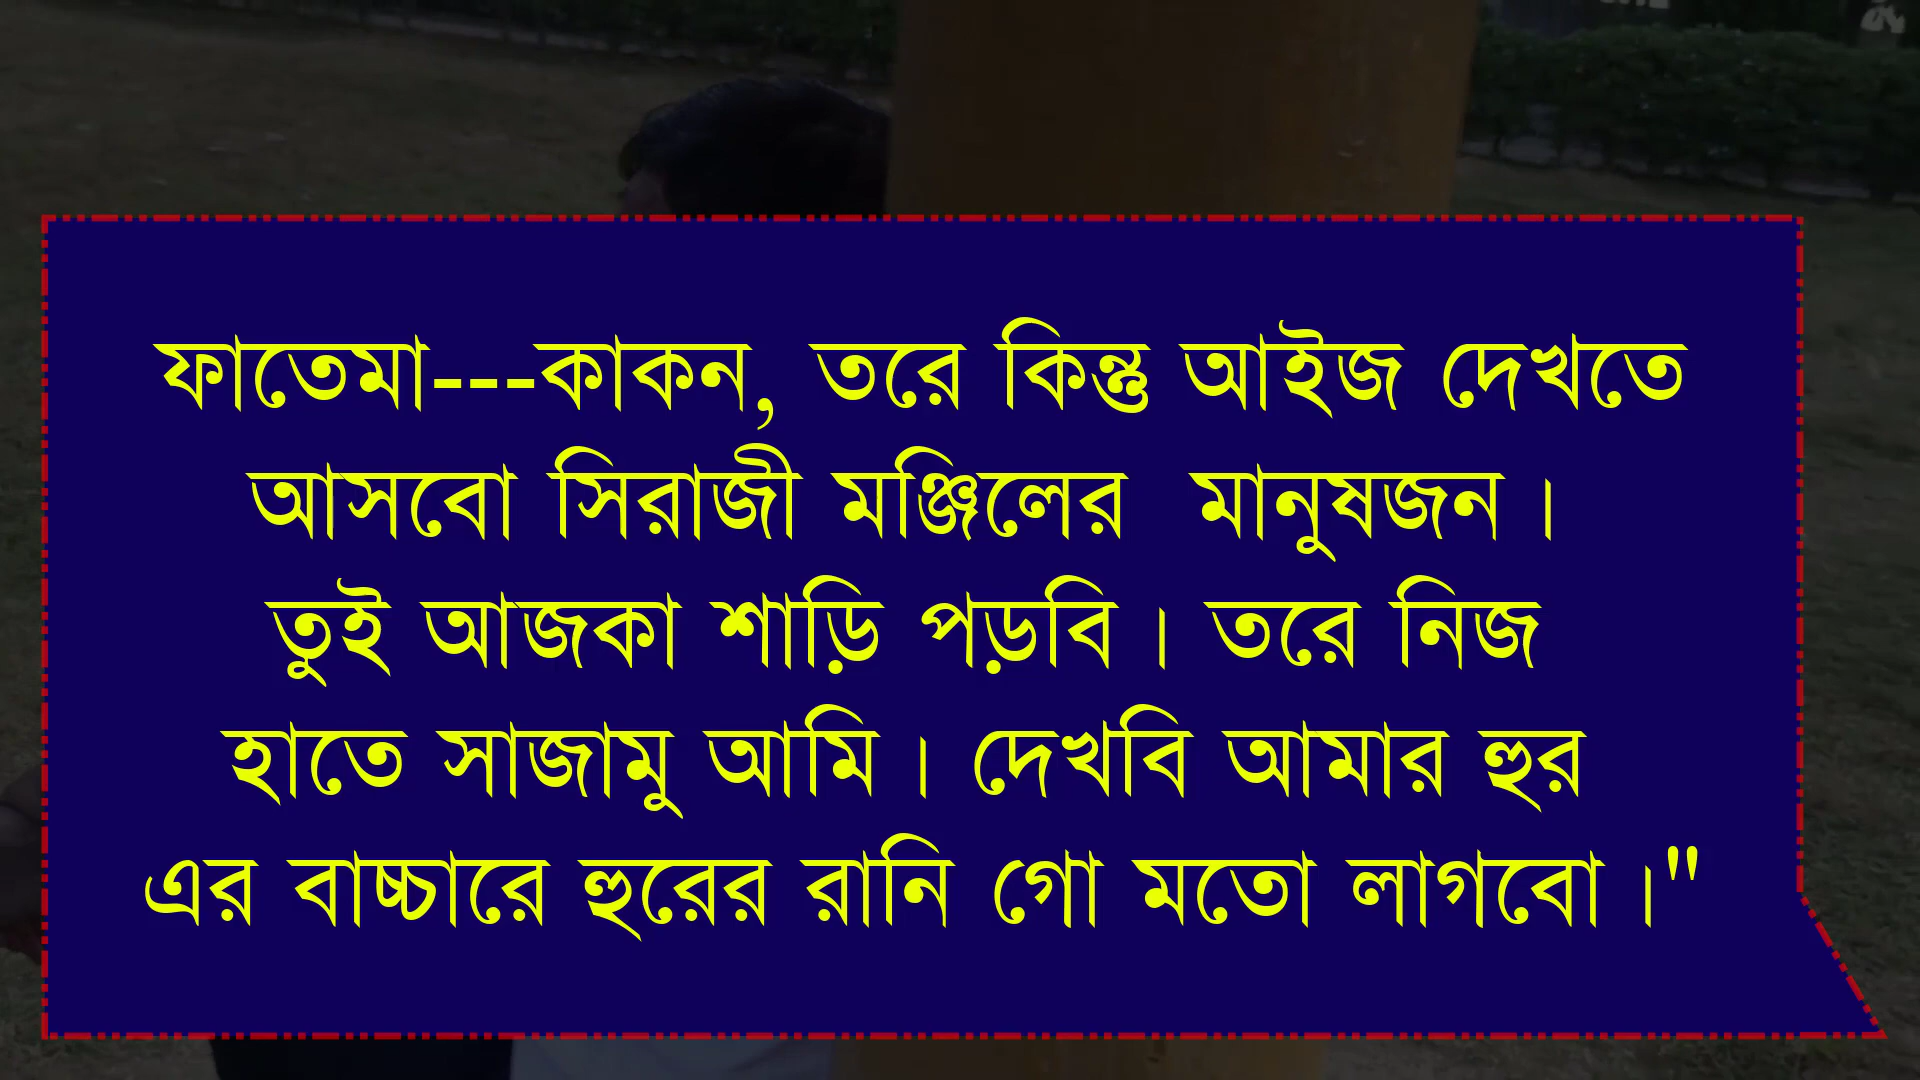 ফাতেমা---কাকন, তরে কিন্তু আইজ দেখতে
আসবো সিরাজী মঞ্জিলের  মানুষজন।
তুই আজকা শাড়ি পড়বি। তরে নিজ
হাতে সাজামু আমি। দেখবি আমার হুর
এর বাচ্চারে হুরের রানি গো মতো লাগবো।"